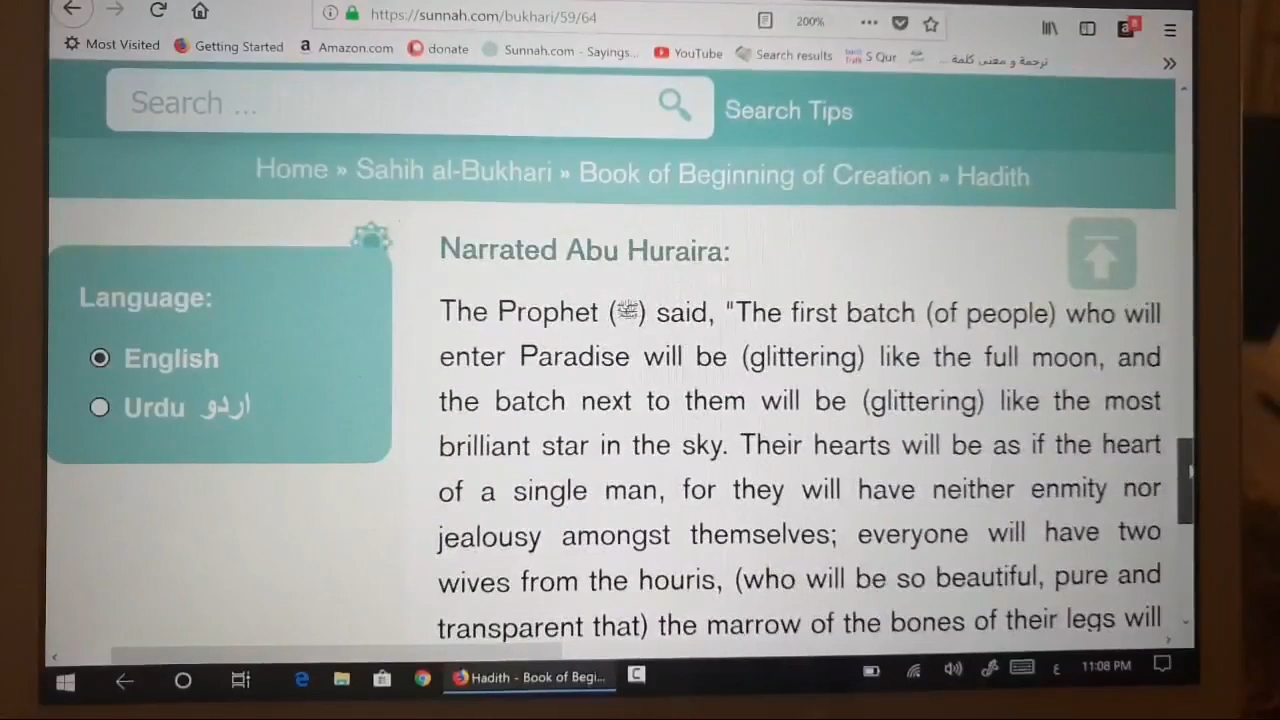 https://sunnah.com/bukhari/59/64
200%
Most Visited Getting Started Amazon.com donate Sunnah.com - Sayings... YouTube Search results S Qur ترجمة و معنى كلمة ...
Search ...
Search Tips
Home » Sahih al-Bukhari » Book of Beginning of Creation » Hadith
Language:
English
Urdu اردو
Narrated Abu Huraira:
The Prophet (ﷺ) said, "The first batch (of people) who will
enter Paradise will be (glittering) like the full moon, and
the batch next to them will be (glittering) like the most
brilliant star in the sky. Their hearts will be as if the heart
of a single man, for they will have neither enmity nor
jealousy amongst themselves; everyone will have two
wives from the houris, (who will be so beautiful, pure and
transparent that) the marrow of the bones of their legs will
Hadith - Book of Begi...
ع 11:08 PM